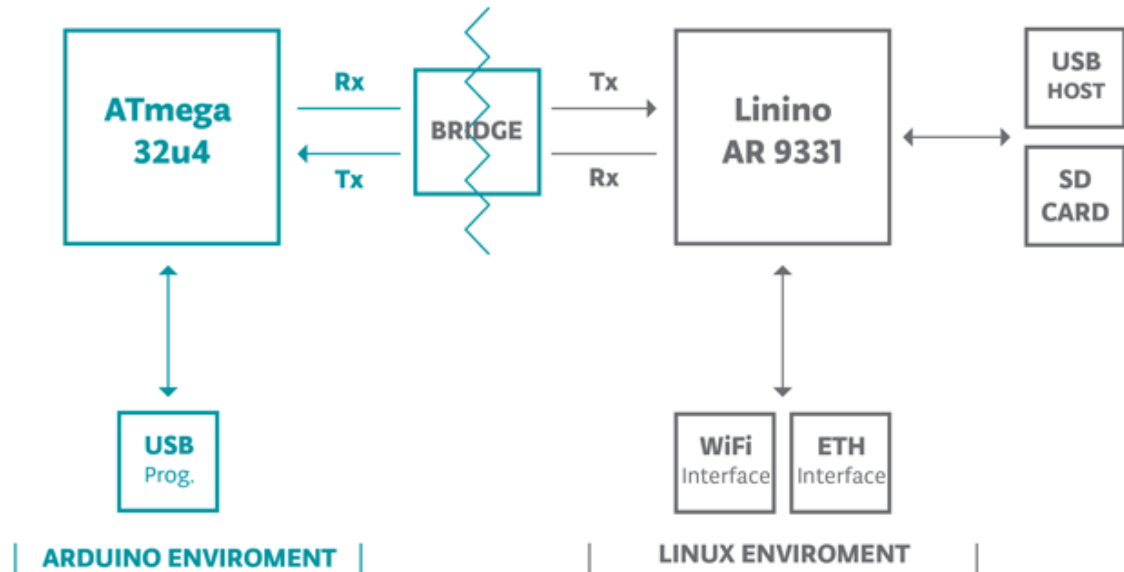 ATmega
32u4
Rx
Tx
BRIDGE
Tx
Rx
Linino
AR 9331
USB
HOST
SD
CARD
USB
Prog.
WiFi
Interface
ETH
Interface
ARDUINO ENVIROMENT
LINUX ENVIROMENT